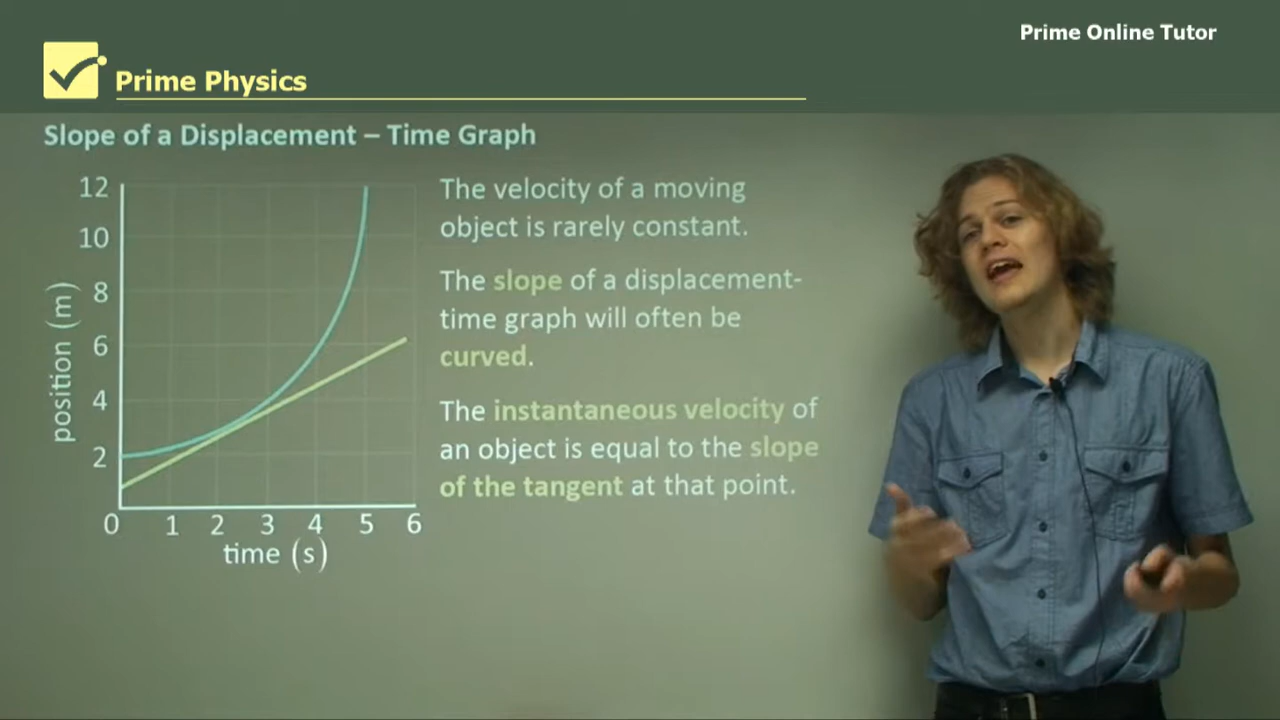 Prime Online Tutor
Prime Physics
Slope of a Displacement – Time Graph
12
10
8
6
4
2
position (m)
0 1 2 3 4 5 6
time (s)
The velocity of a moving
object is rarely constant.
The slope of a displacement-
time graph will often be
curved.
The instantaneous velocity of
an object is equal to the slope
of the tangent at that point.